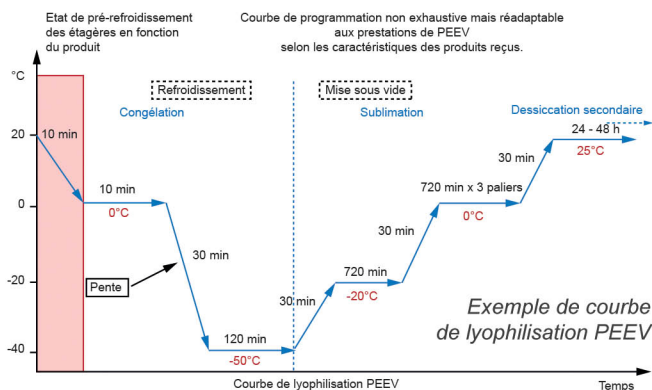 Etat de pré-refroidissement
des étagères en fonction
du produit
Courbe de programmation non exhaustive mais réadaptable
aux prestations de PEEV
selon les caractéristiques des produits reçus.
°C
Refroidissement
Mise sous vide
Congélation
Sublimation
Dessiccation secondaire
24 - 48 h
20
10 min
25°C
30 min
10 min
720 min x 3 paliers
0
0°C
0°C
30 min
30 min
Pente
720 min
-20
-20°C
30 min
Exemple de courbe
de lyophilisation PEEV
120 min
-40
-50°C
Courbe de lyophilisation PEEV
Temps